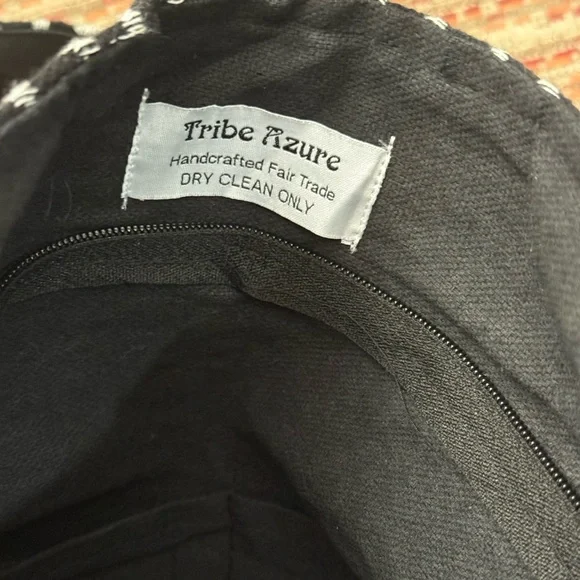 Tribe Azure
Handcrafted Fair Trade
DRY CLEAN ONLY